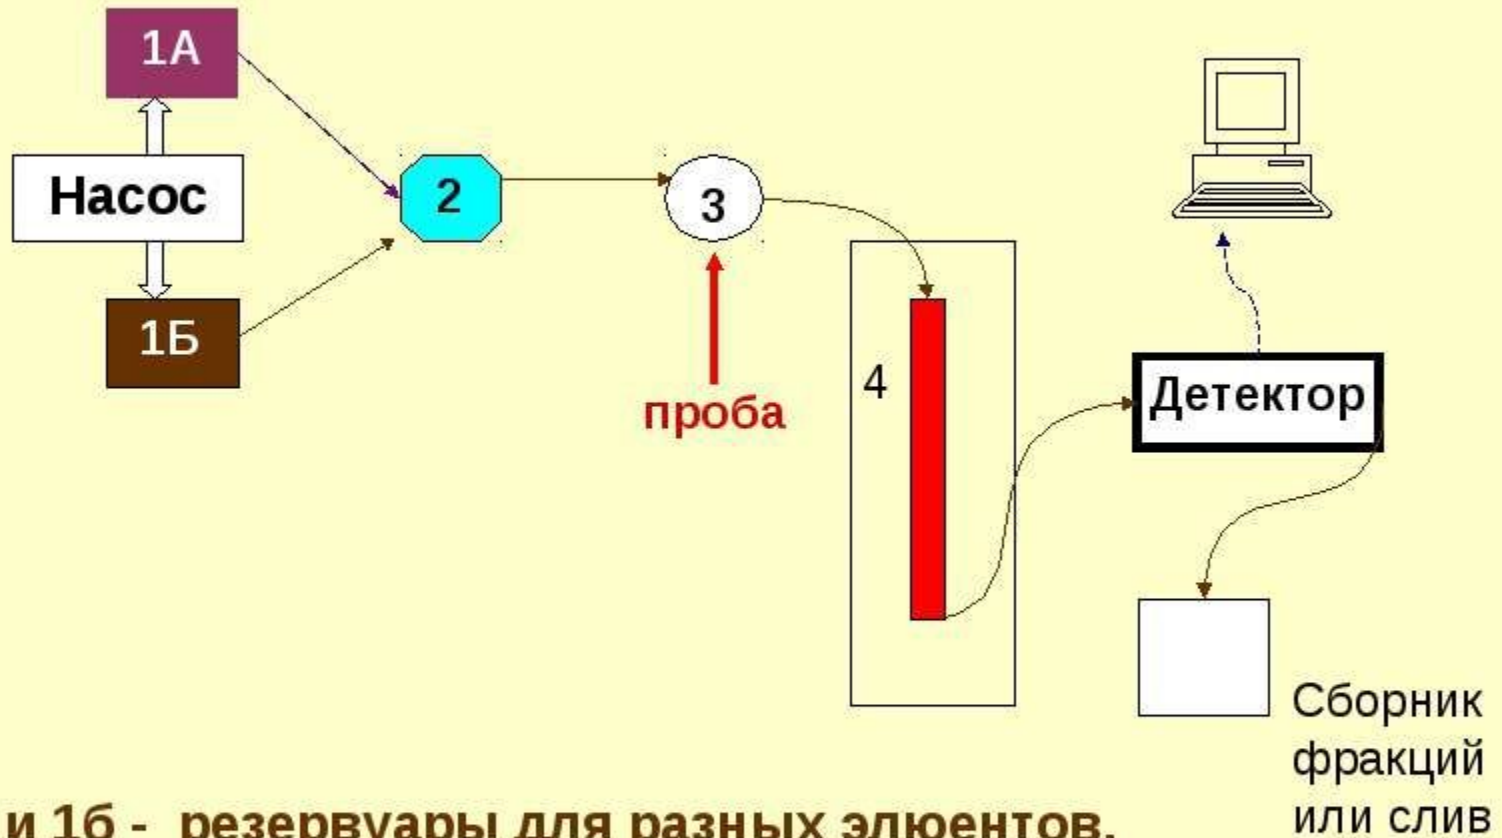 1А
Насос
1Б
2
3
проба
4
Детектор
Сборник
фракций
или слив
и 1б - резервуары для разных элюентов.